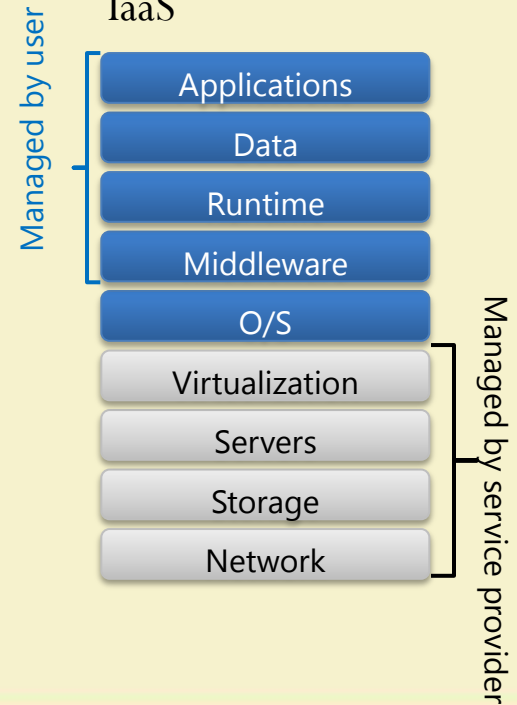 IaaS
Managed by user
Applications
Data
Runtime
Middleware
O/S
Virtualization
Servers
Storage
Network
Managed by service provider